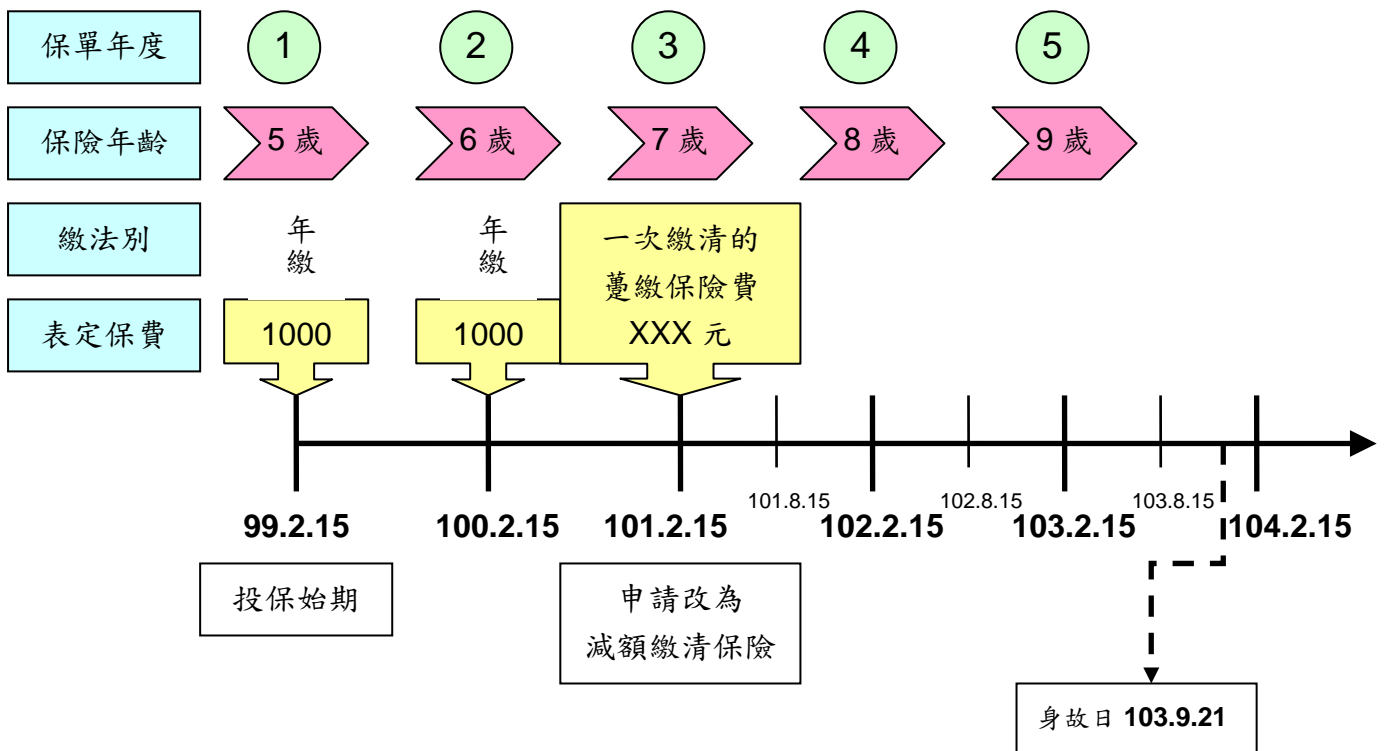 保單年度
1
2
3
4
5
保險年齡
5 歲
6 歲
7 歲
8 歲
9 歲
繳法別
年
繳
年
繳
一次繳清的
躉繳保險費
XXX 元
表定保費
1000
1000
101.8.15
102.8.15
103.8.15
99.2.15
100.2.15
101.2.15
102.2.15
103.2.15
104.2.15
投保始期
申請改為
減額繳清保險
身故日 103.9.21